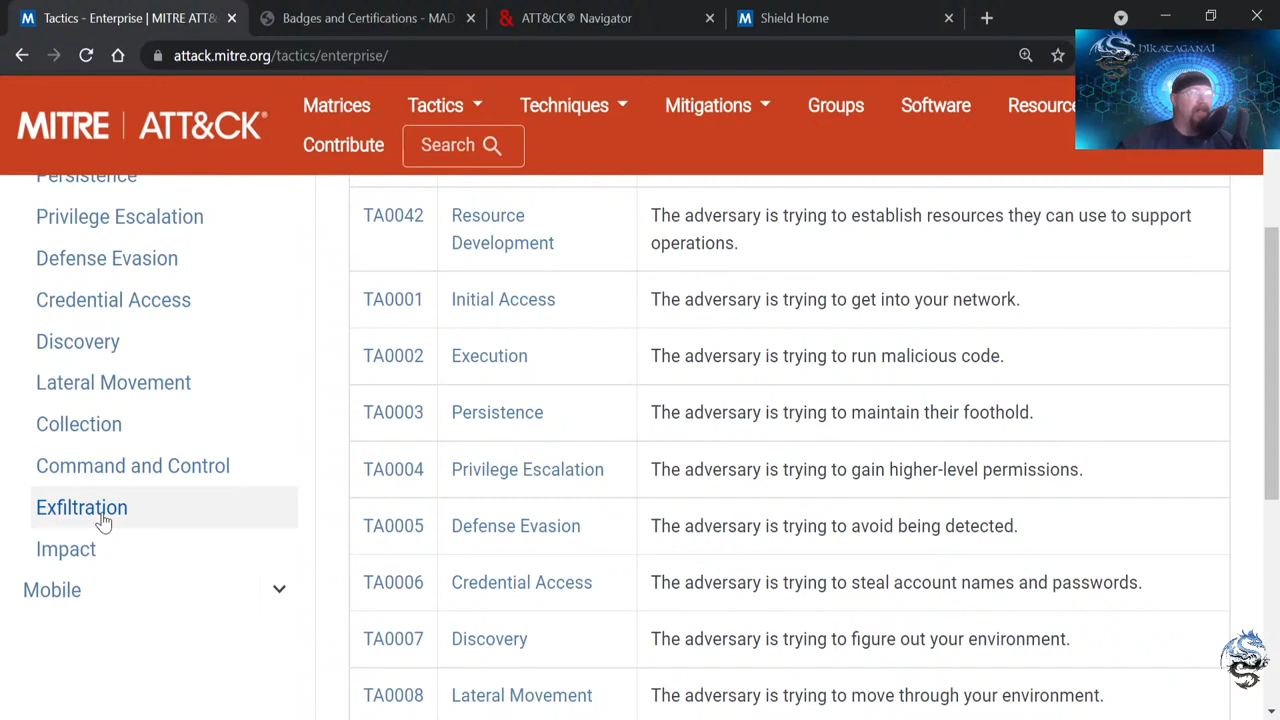 Tactics - Enterprise | MITRE ATT&
Badges and Certifications - MAD
ATT&CK® Navigator
Shield Home
attack.mitre.org/tactics/enterprise/
HIKATAGANAI
MITRE | ATT&CK®
Matrices
Tactics
Techniques
Mitigations
Groups
Software
Resourc
Contribute
Search
Persistence
Privilege Escalation
Defense Evasion
Credential Access
Discovery
Lateral Movement
Collection
Command and Control
Exfiltration
Impact
Mobile
TA0042 Resource Development The adversary is trying to establish resources they can use to support
operations.
TA0001 Initial Access The adversary is trying to get into your network.
TA0002 Execution The adversary is trying to run malicious code.
TA0003 Persistence The adversary is trying to maintain their foothold.
TA0004 Privilege Escalation The adversary is trying to gain higher-level permissions.
TA0005 Defense Evasion The adversary is trying to avoid being detected.
TA0006 Credential Access The adversary is trying to steal account names and passwords.
TA0007 Discovery The adversary is trying to figure out your environment.
TA0008 Lateral Movement The adversary is trying to move through your environment.